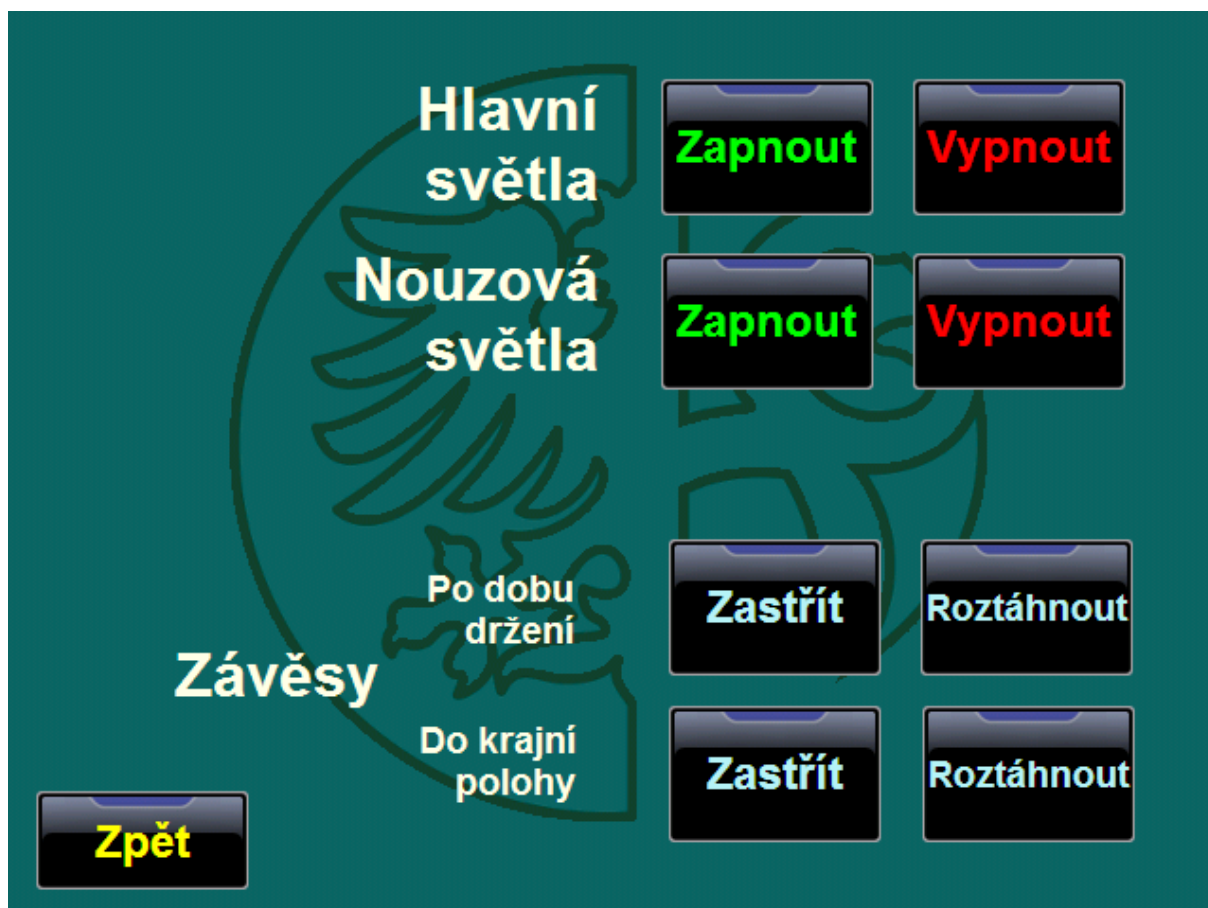 Hlavní
světla
Zapnout
Vypnout
Nouzová
světla
Zapnout
Vypnout
Závěsy
Po dobu
držení
Zastřít
Roztáhnout
Do krajní
polohy
Zastřít
Roztáhnout
Zpět